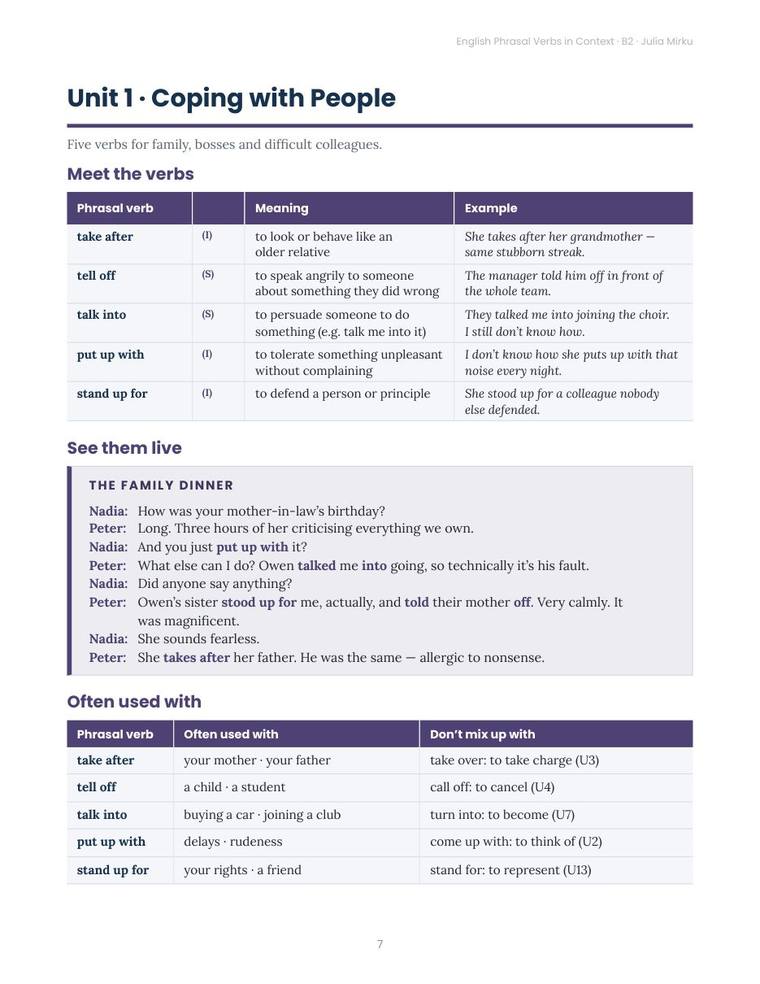 English Phrasal Verbs in Context · B2 · Julia Mirku
Unit 1 · Coping with People
Five verbs for family, bosses and difficult colleagues.
Meet the verbs
Phrasal verb Meaning Example
take after (I) to look or behave like an older relative She takes after her grandmother — same stubborn streak.
tell off (S) to speak angrily to someone about something they did wrong The manager told him off in front of the whole team.
talk into (S) to persuade someone to do something (e.g. talk me into it) They talked me into joining the choir. I still don’t know how.
put up with (I) to tolerate something unpleasant without complaining I don’t know how she puts up with that noise every night.
stand up for (I) to defend a person or principle She stood up for a colleague nobody else defended.
See them live
THE FAMILY DINNER
Nadia: How was your mother-in-law’s birthday?
Peter: Long. Three hours of her criticising everything we own.
Nadia: And you just put up with it?
Peter: What else can I do? Owen talked me into going, so technically it’s his fault.
Nadia: Did anyone say anything?
Peter: Owen’s sister stood up for me, actually, and told their mother off. Very calmly. It
was magnificent.
Nadia: She sounds fearless.
Peter: She takes after her father. He was the same — allergic to nonsense.
Often used with
Phrasal verb Often used with Don’t mix up with
take after your mother · your father take over: to take charge (U3)
tell off a child · a student call off: to cancel (U4)
talk into buying a car · joining a club turn into: to become (U7)
put up with delays · rudeness come up with: to think of (U2)
stand up for your rights · a friend stand for: to represent (U13)
7